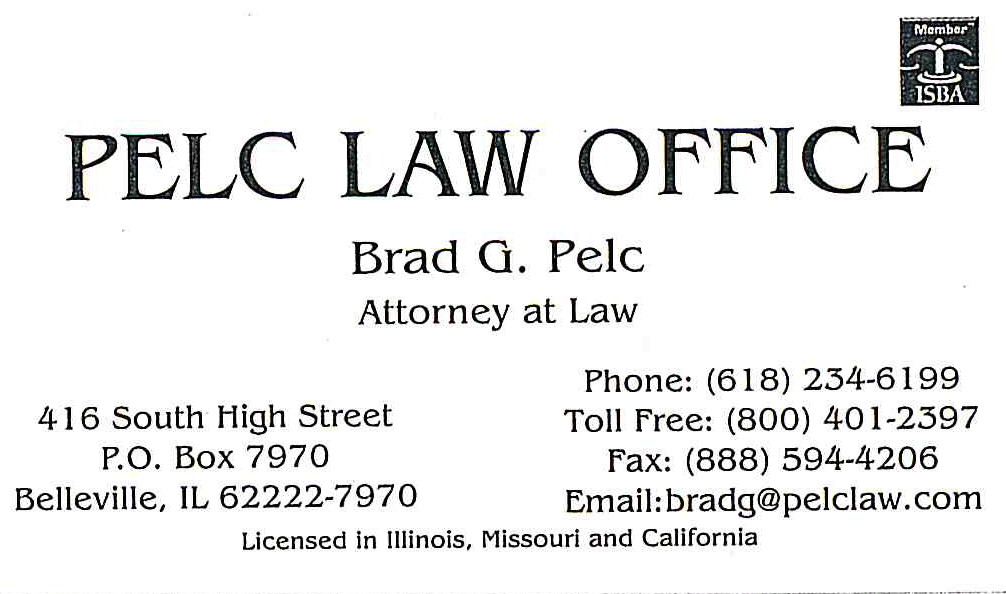 Member
ISBA
PELC LAW OFFICE
Brad G. Pelc
Attorney at Law
416 South High Street
P.O. Box 7970
Belleville, IL 62222-7970
Phone: (618) 234-6199
Toll Free: (800) 401-2397
Fax: (888) 594-4206
Email:bradg@pelclaw.com
Licensed in Illinois, Missouri and California